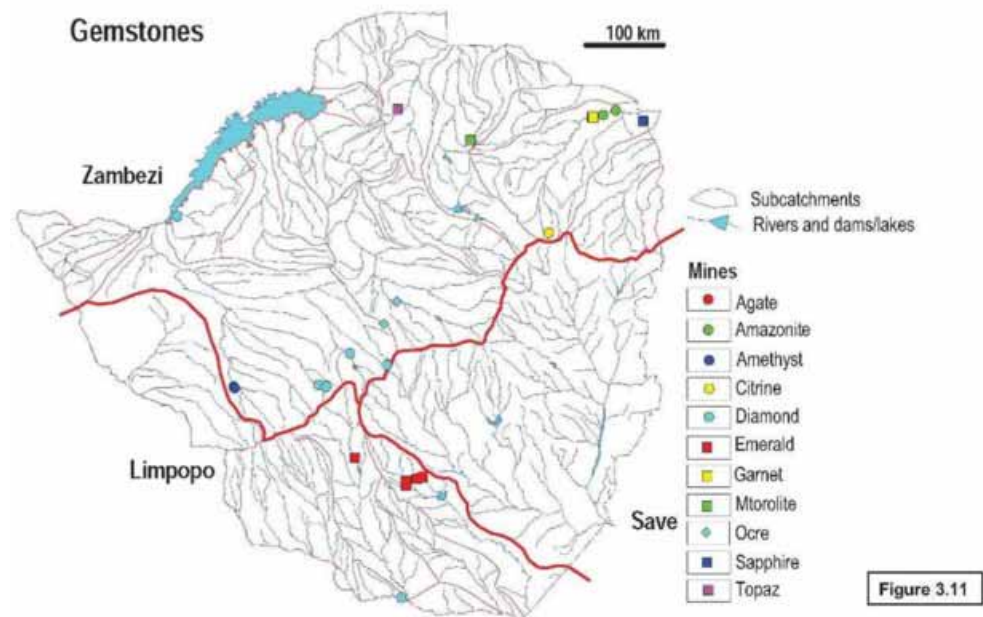 Gemstones
100 km
Zambezi
Subcatchments
Rivers and dams/lakes
Mines
Agate
Amazonite
Amethyst
Citrine
Diamond
Emerald
Limpopo
Garnet
Mtorolite
Save
Ocre
Sapphire
Topaz
Figure 3.11